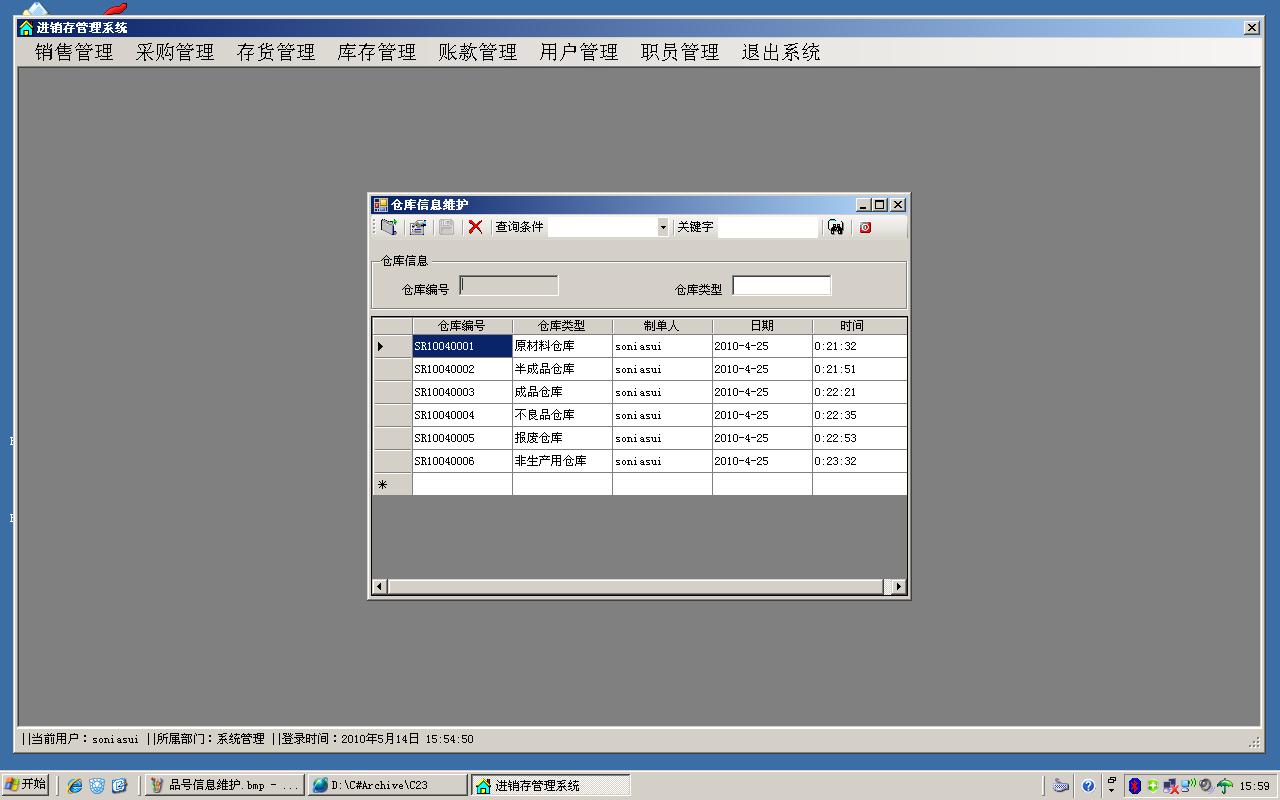 进销存管理系统
销售管理 采购管理 存货管理 库存管理 账款管理 用户管理 职员管理 退出系统
仓库信息维护
查询条件 关键字
仓库信息
仓库编号 仓库类型
仓库编号 仓库类型 制单人 日期 时间
SR10040001 原材料仓库 soniasui 2010-4-25 0:21:32
SR10040002 半成品仓库 soniasui 2010-4-25 0:21:51
SR10040003 成品仓库 soniasui 2010-4-25 0:22:21
SR10040004 不良品仓库 soniasui 2010-4-25 0:22:35
SR10040005 报废仓库 soniasui 2010-4-25 0:22:53
SR10040006 非生产用仓库 soniasui 2010-4-25 0:23:32
||当前用户：soniasui ||所属部门：系统管理 ||登录时间：2010年5月14日 15:54:50
开始 品号信息维护.bmp - ... D:\C#Archive\C23 进销存管理系统 15:59